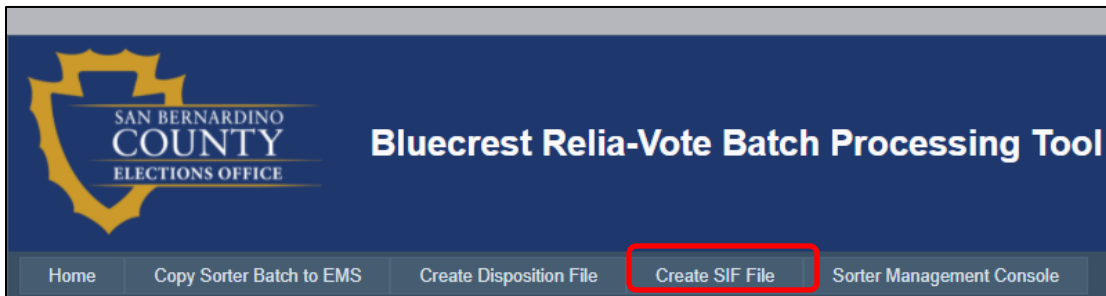 SAN BERNARDINO
COUNTY
ELECTIONS OFFICE
Bluecrest Relia-Vote Batch Processing Tool
Home Copy Sorter Batch to EMS Create Disposition File Create SIF File Sorter Management Console